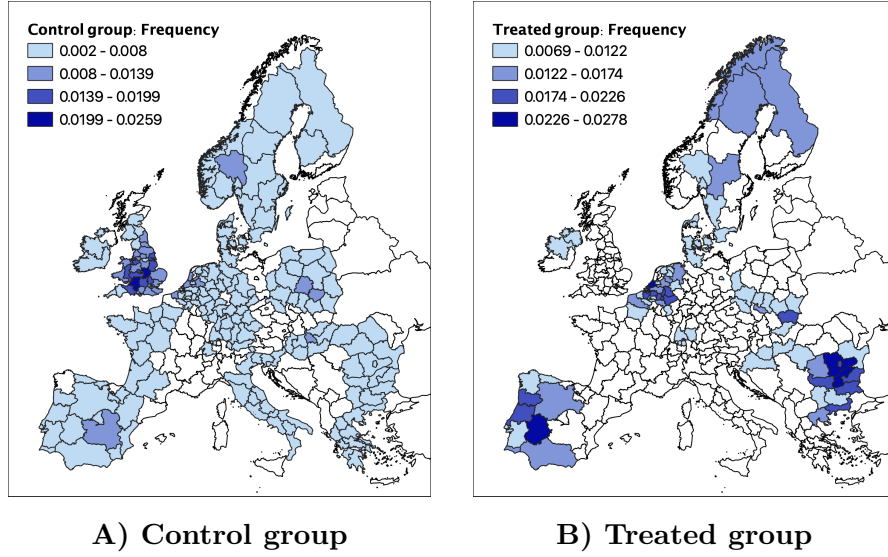 Control group: Frequency
0.002 - 0.008
0.008 - 0.0139
0.0139 - 0.0199
0.0199 - 0.0259
Treated group: Frequency
0.0069 - 0.0122
0.0122 - 0.0174
0.0174 - 0.0226
0.0226 - 0.0278
A) Control group
B) Treated group